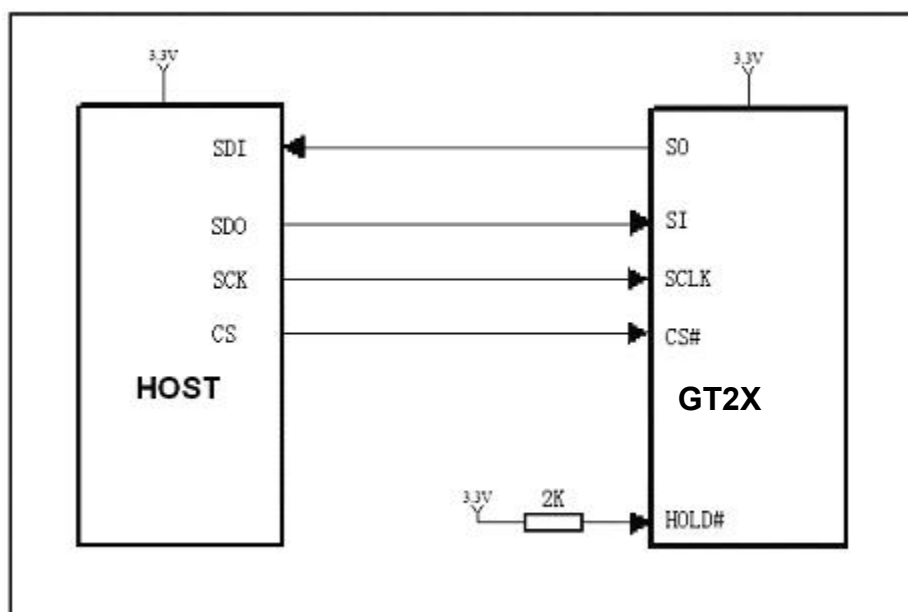 3.3V 3.3V
SDI SO
SDO SI
SCK SCLK
CS CS#
HOST GT2X
3.3V 2K HOLD#